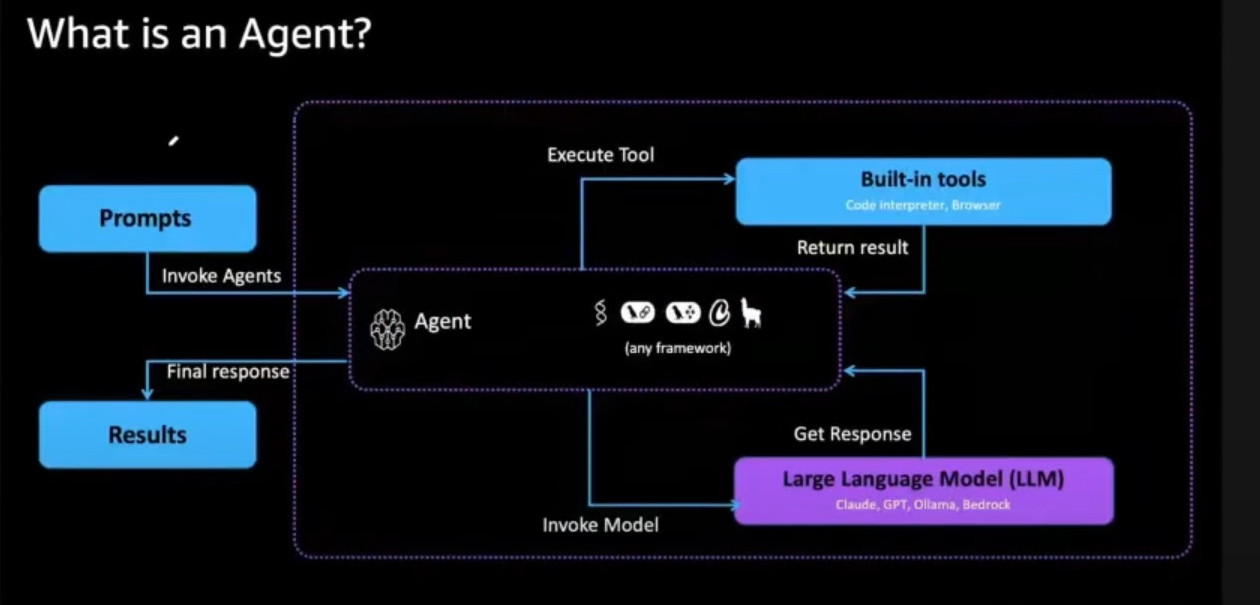 What is an Agent?
Execute Tool
Built-in tools
Code interpreter, Browser
Prompts
Return result
Invoke Agents
Agent
(any framework)
Final response
Results
Get Response
Large Language Model (LLM)
Claude, GPT, Ollama, Bedrock
Invoke Model